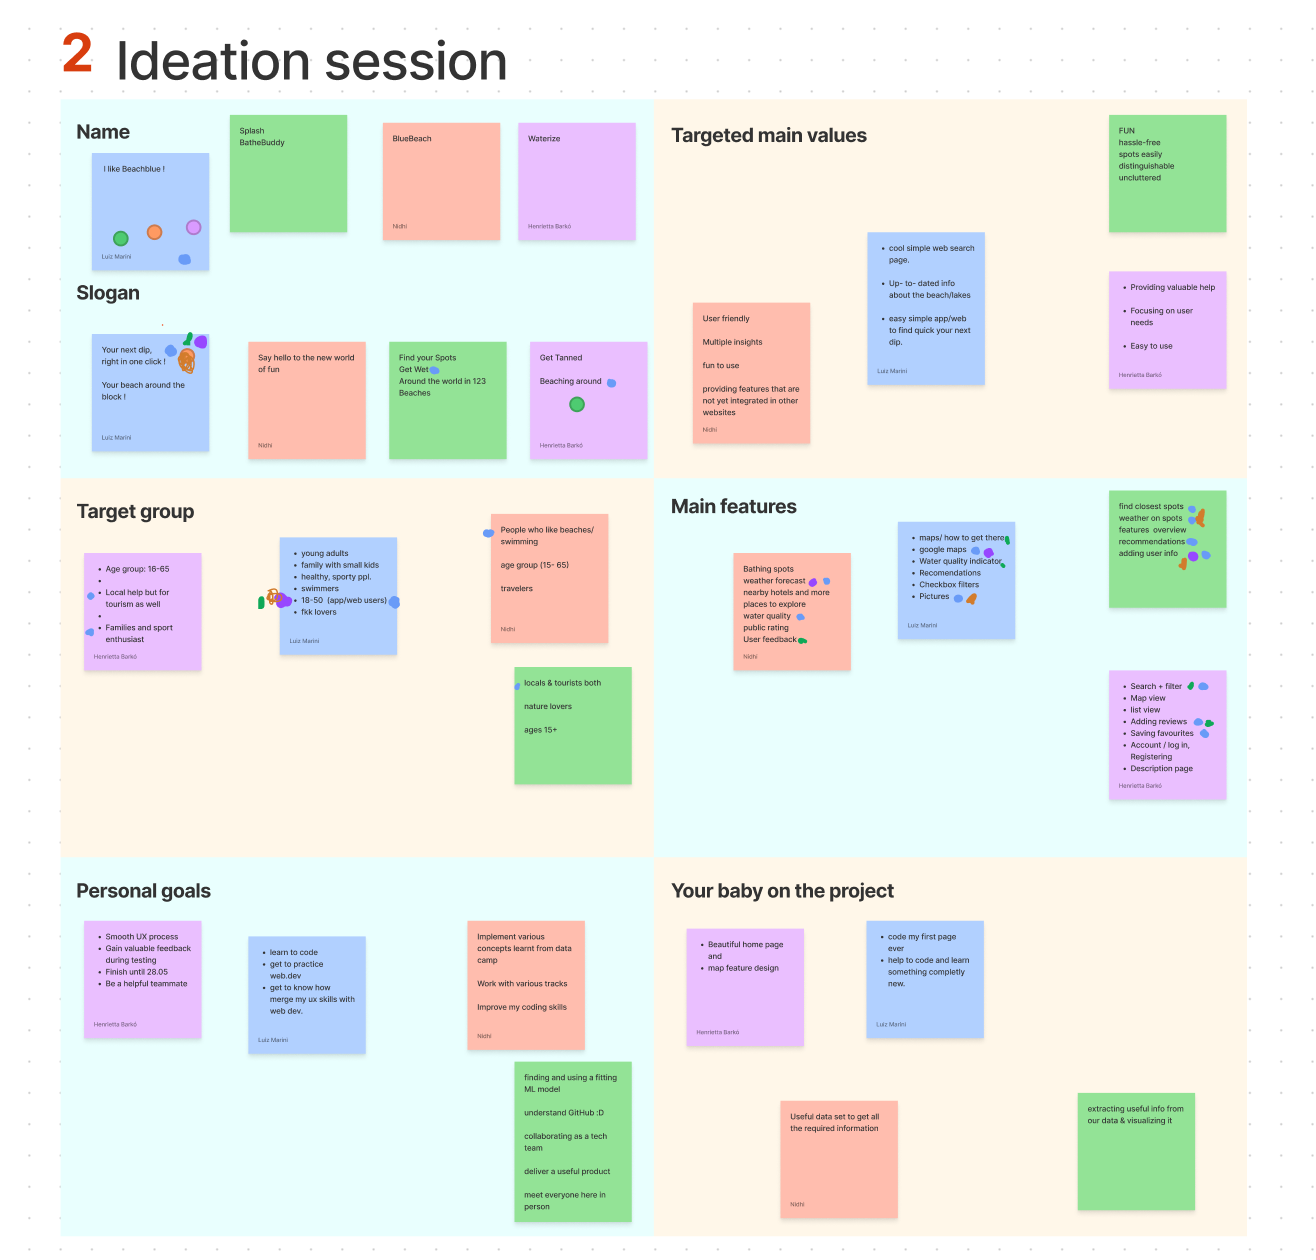 2 Ideation session
Name
I like Beachblue !
Luiz Marini
Splash
BatheBuddy
BlueBeach
Nidhi
Waterize
Henrietta Barkó
Slogan
Your next dip,
right in one click !
Your beach around the
block !
Luiz Marini
Say hello to the new world
of fun
Nidhi
Find your Spots
Get Wet
Around the world in 123
Beaches
Get Tanned
Beaching around
Henrietta Barkó
Targeted main values
User friendly
Multiple insights
fun to use
providing features that are
not yet integrated in other
websites
Nidhi
• cool simple web search
page.
• Up- to- dated info
about the beach/lakes
• easy simple app/web
to find quick your next
dip.
Luiz Marini
FUN
hassle-free
spots easily
distinguishable
uncluttered
• Providing valuable help
• Focusing on user
needs
• Easy to use
Henrietta Barkó
Target group
• Age group: 16-65
•
• Local help but for
tourism as well
•
• Families and sport
enthusiast
Henrietta Barkó
• young adults
• family with small kids
• healthy, sporty ppl.
• swimmers
• 18-50 (app/web users)
• fkk lovers
Luiz Marini
People who like beaches/
swimming
age group (15- 65)
travelers
Nidhi
locals & tourists both
nature lovers
ages 15+
Main features
Bathing spots
weather forecast
nearby hotels and more
places to explore
water quality
public rating
User feedback
Nidhi
• maps/ how to get there
• google maps
• Water quality indicator
• Recomendations
• Checkbox filters
• Pictures
Luiz Marini
find closest spots
weather on spots
features overview
recommendations
adding user info
• Search + filter
• Map view
• list view
• Adding reviews
• Saving favourites
• Account / log in,
Registering
• Description page
Henrietta Barkó
Personal goals
• Smooth UX process
• Gain valuable feedback
during testing
• Finish until 28.05
• Be a helpful teammate
Henrietta Barkó
• learn to code
• get to practice
web.dev
• get to know how
merge my ux skills with
web dev.
Luiz Marini
Implement various
concepts learnt from data
camp
Work with various tracks
Improve my coding skills
Nidhi
finding and using a fitting
ML model
understand GitHub :D
collaborating as a tech
team
deliver a useful product
meet everyone here in
person
Your baby on the project
• Beautiful home page
and
• map feature design
Henrietta Barkó
• code my first page
ever
• help to code and learn
something completly
new.
Luiz Marini
Useful data set to get all
the required information
Nidhi
extracting useful info from
our data & visualizing it